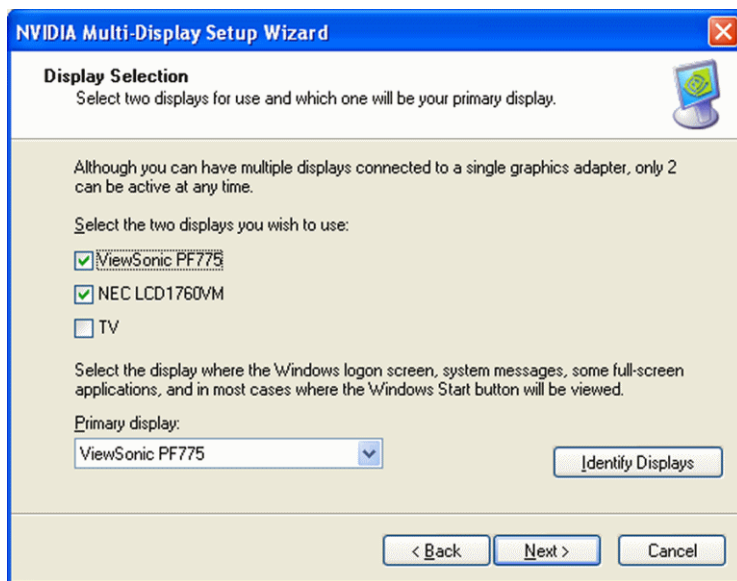 NVIDIA Multi-Display Setup Wizard
Display Selection
Select two displays for use and which one will be your primary display.
Although you can have multiple displays connected to a single graphics adapter, only 2
can be active at any time.
Select the two displays you wish to use:
ViewSonic PF775
NEC LCD1760VM
TV
Select the display where the Windows logon screen, system messages, some full-screen
applications, and in most cases where the Windows Start button will be viewed.
Primary display:
ViewSonic PF775
Identify Displays
< Back Next > Cancel